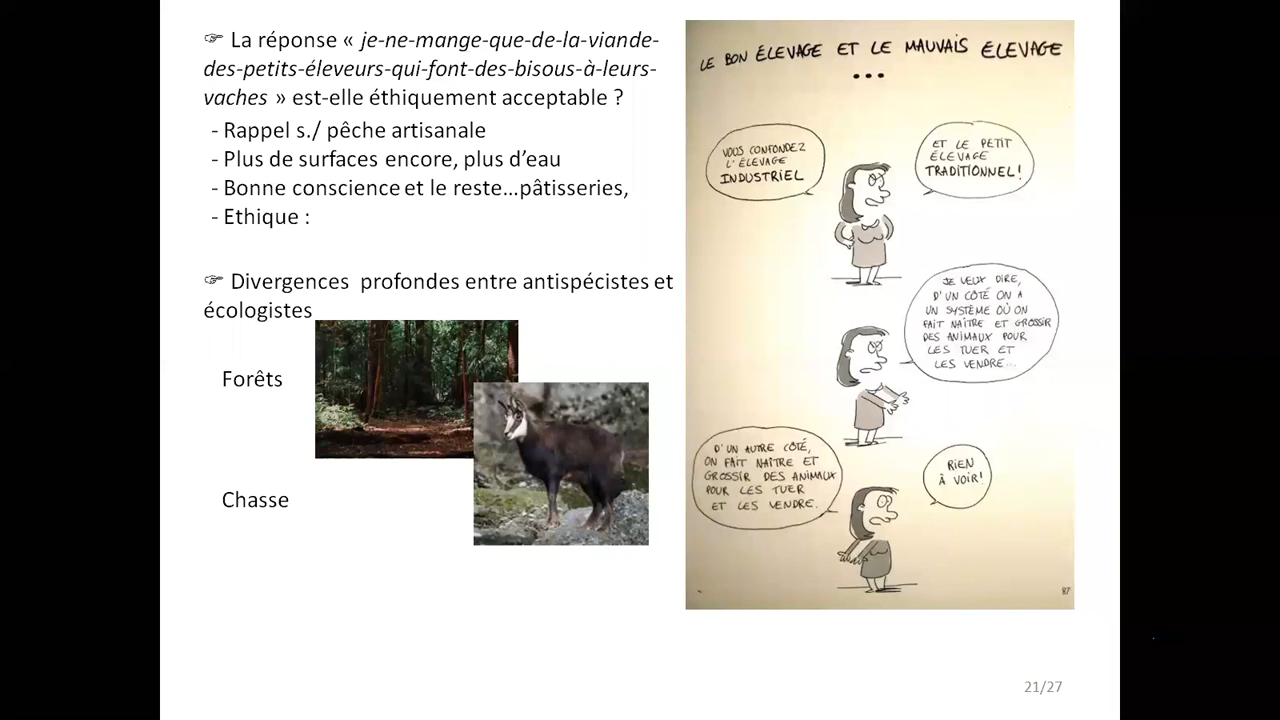 ☞ La réponse « je-ne-mange-que-de-la-viande-
des-petits-éleveurs-qui-font-des-bisous-à-leurs-
vaches » est-elle éthiquement acceptable ?
- Rappel s./ pêche artisanale
- Plus de surfaces encore, plus d’eau
- Bonne conscience et le reste…pâtisseries,
- Ethique :
☞ Divergences profondes entre antispécistes et
écologistes
Forêts
Chasse
LE BON ÉLEVAGE ET LE MAUVAIS ÉLEVAGE
...
VOUS CONFONDEZ
L'ÉLEVAGE
INDUSTRIEL
ET LE PETIT
ÉLEVAGE
TRADITIONNEL!
JE VEUX DIRE,
D'UN CÔTÉ ON A
UN SYSTÈME OÙ ON
FAIT NAÎTRE ET GROSSIR
DES ANIMAUX POUR
LES TUER ET
LES VENDRE...
D'UN AUTRE CÔTÉ,
ON FAIT NAÎTRE ET
GROSSIR DES ANIMAUX
POUR LES TUER
ET LES VENDRE.
RIEN
À VOIR!
87
21/27